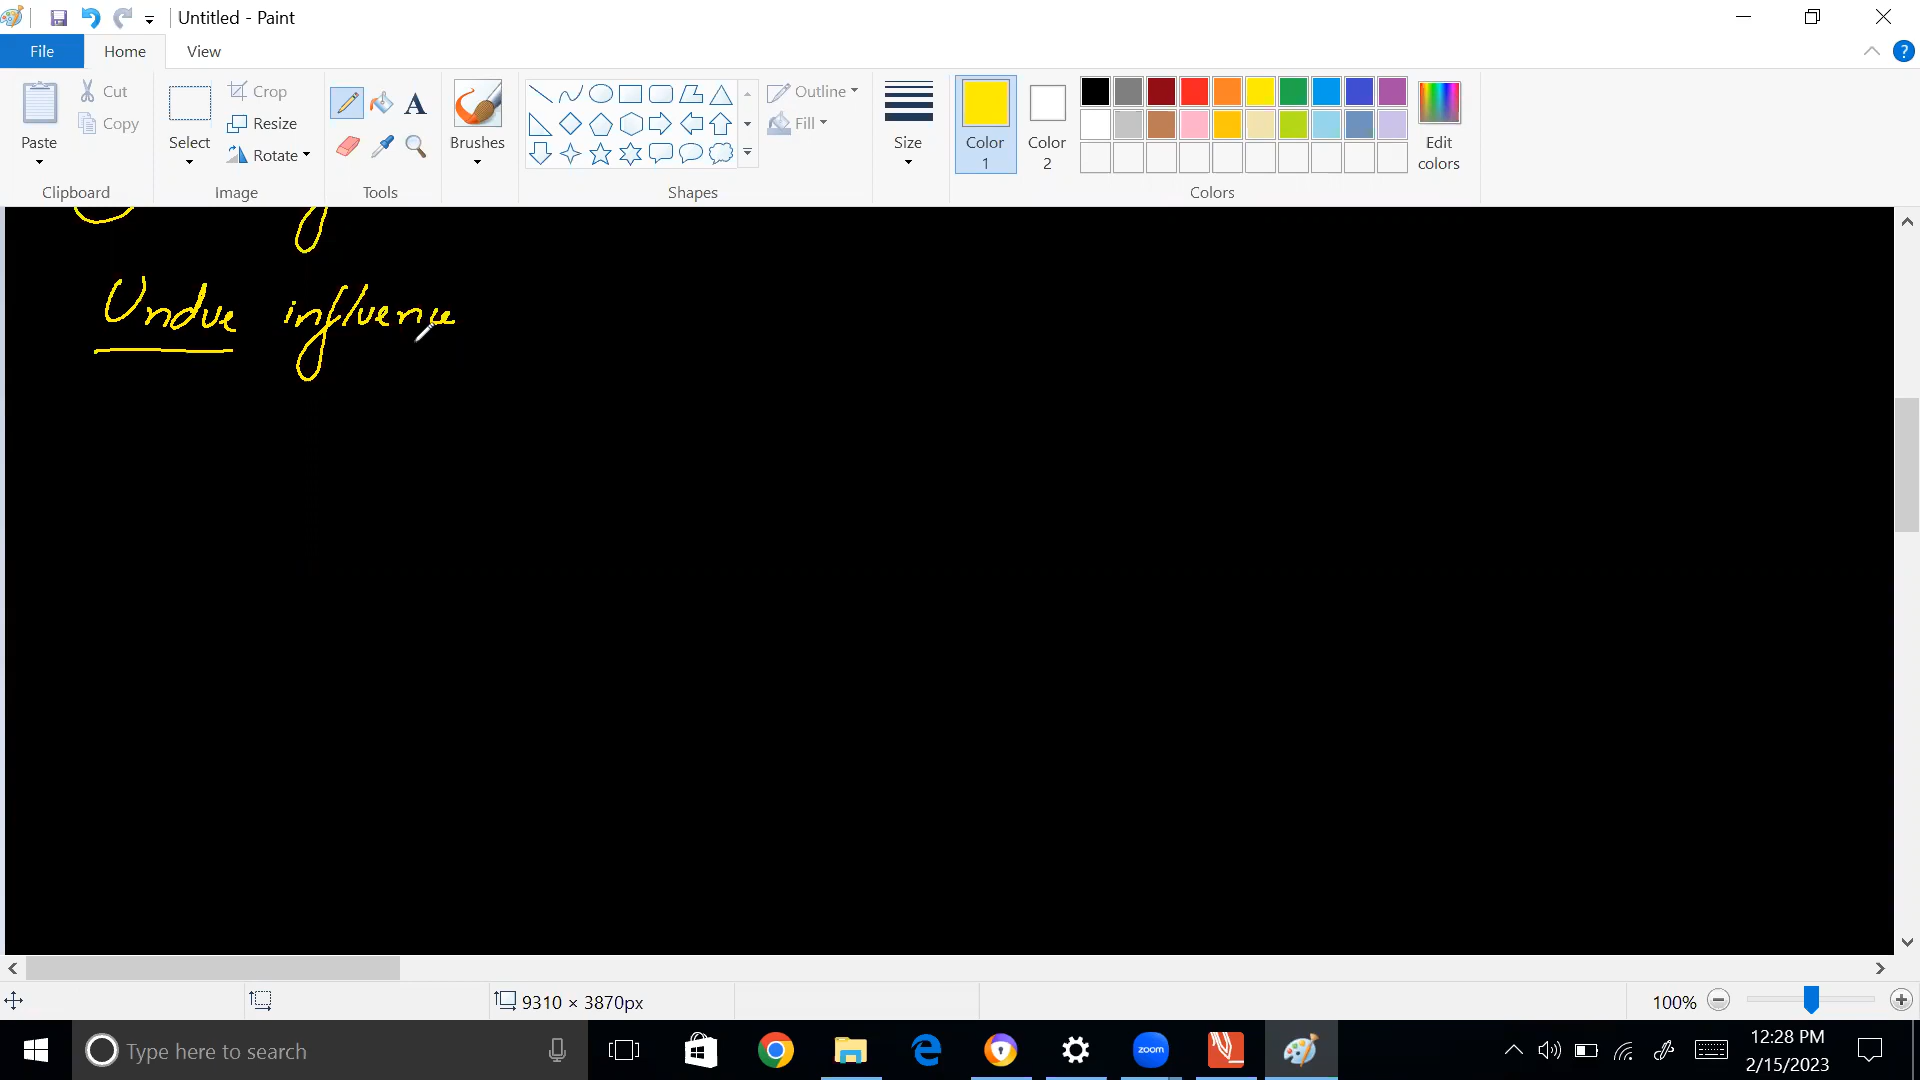 Untitled - Paint
File Home View
Paste Cut Copy Clipboard
Select Crop Resize Rotate Image
Tools
Brushes
Shapes
Outline Fill
Size
Color 1 Color 2
Edit colors
Colors
Undue influence
9310 × 3870px
100%
Type here to search
zoom
12:28 PM
2/15/2023